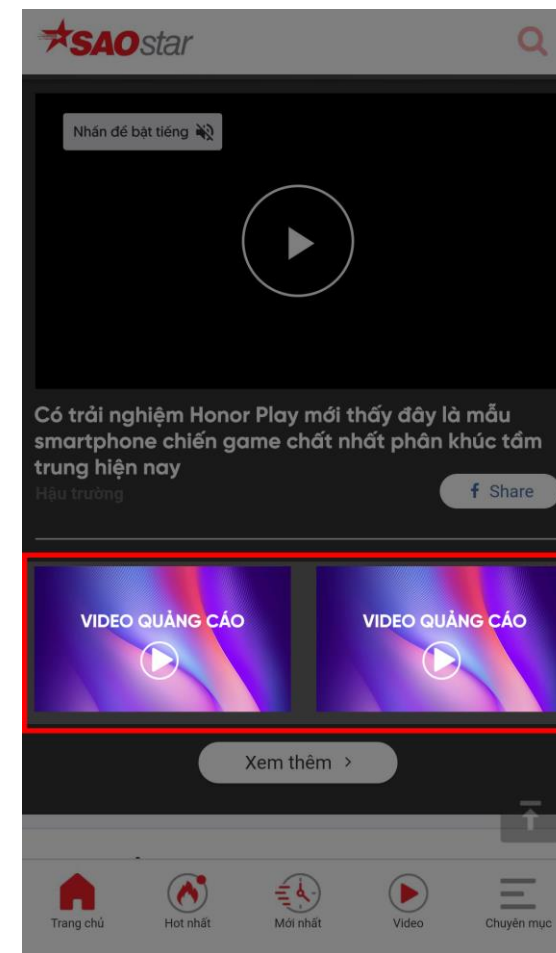 SAOstar
Nhấn để bật tiếng
Có trải nghiệm Honor Play mới thấy đây là mẫu
smartphone chiến game chất nhất phân khúc tầm
trung hiện nay
Hậu trường
f Share
VIDEO QUẢNG CÁO
VIDEO QUẢNG CÁO
Xem thêm >
Trang chủ
Hot nhất
Mới nhất
Video
Chuyên mục